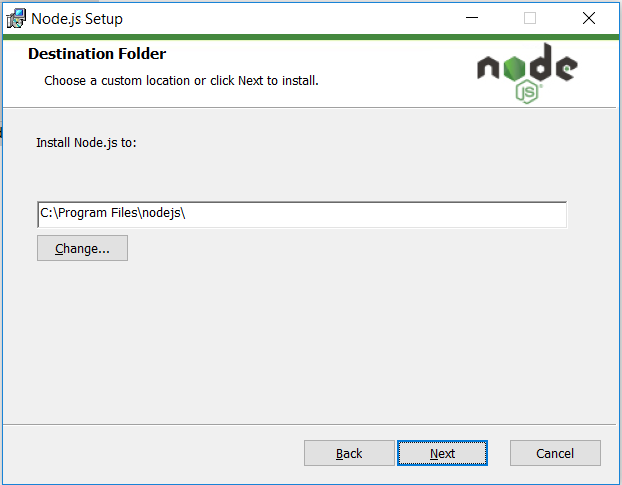 Node.js Setup
Destination Folder
Choose a custom location or click Next to install.
node
JS
Install Node.js to:
C:\Program Files\nodejs\
Change...
Back
Next
Cancel